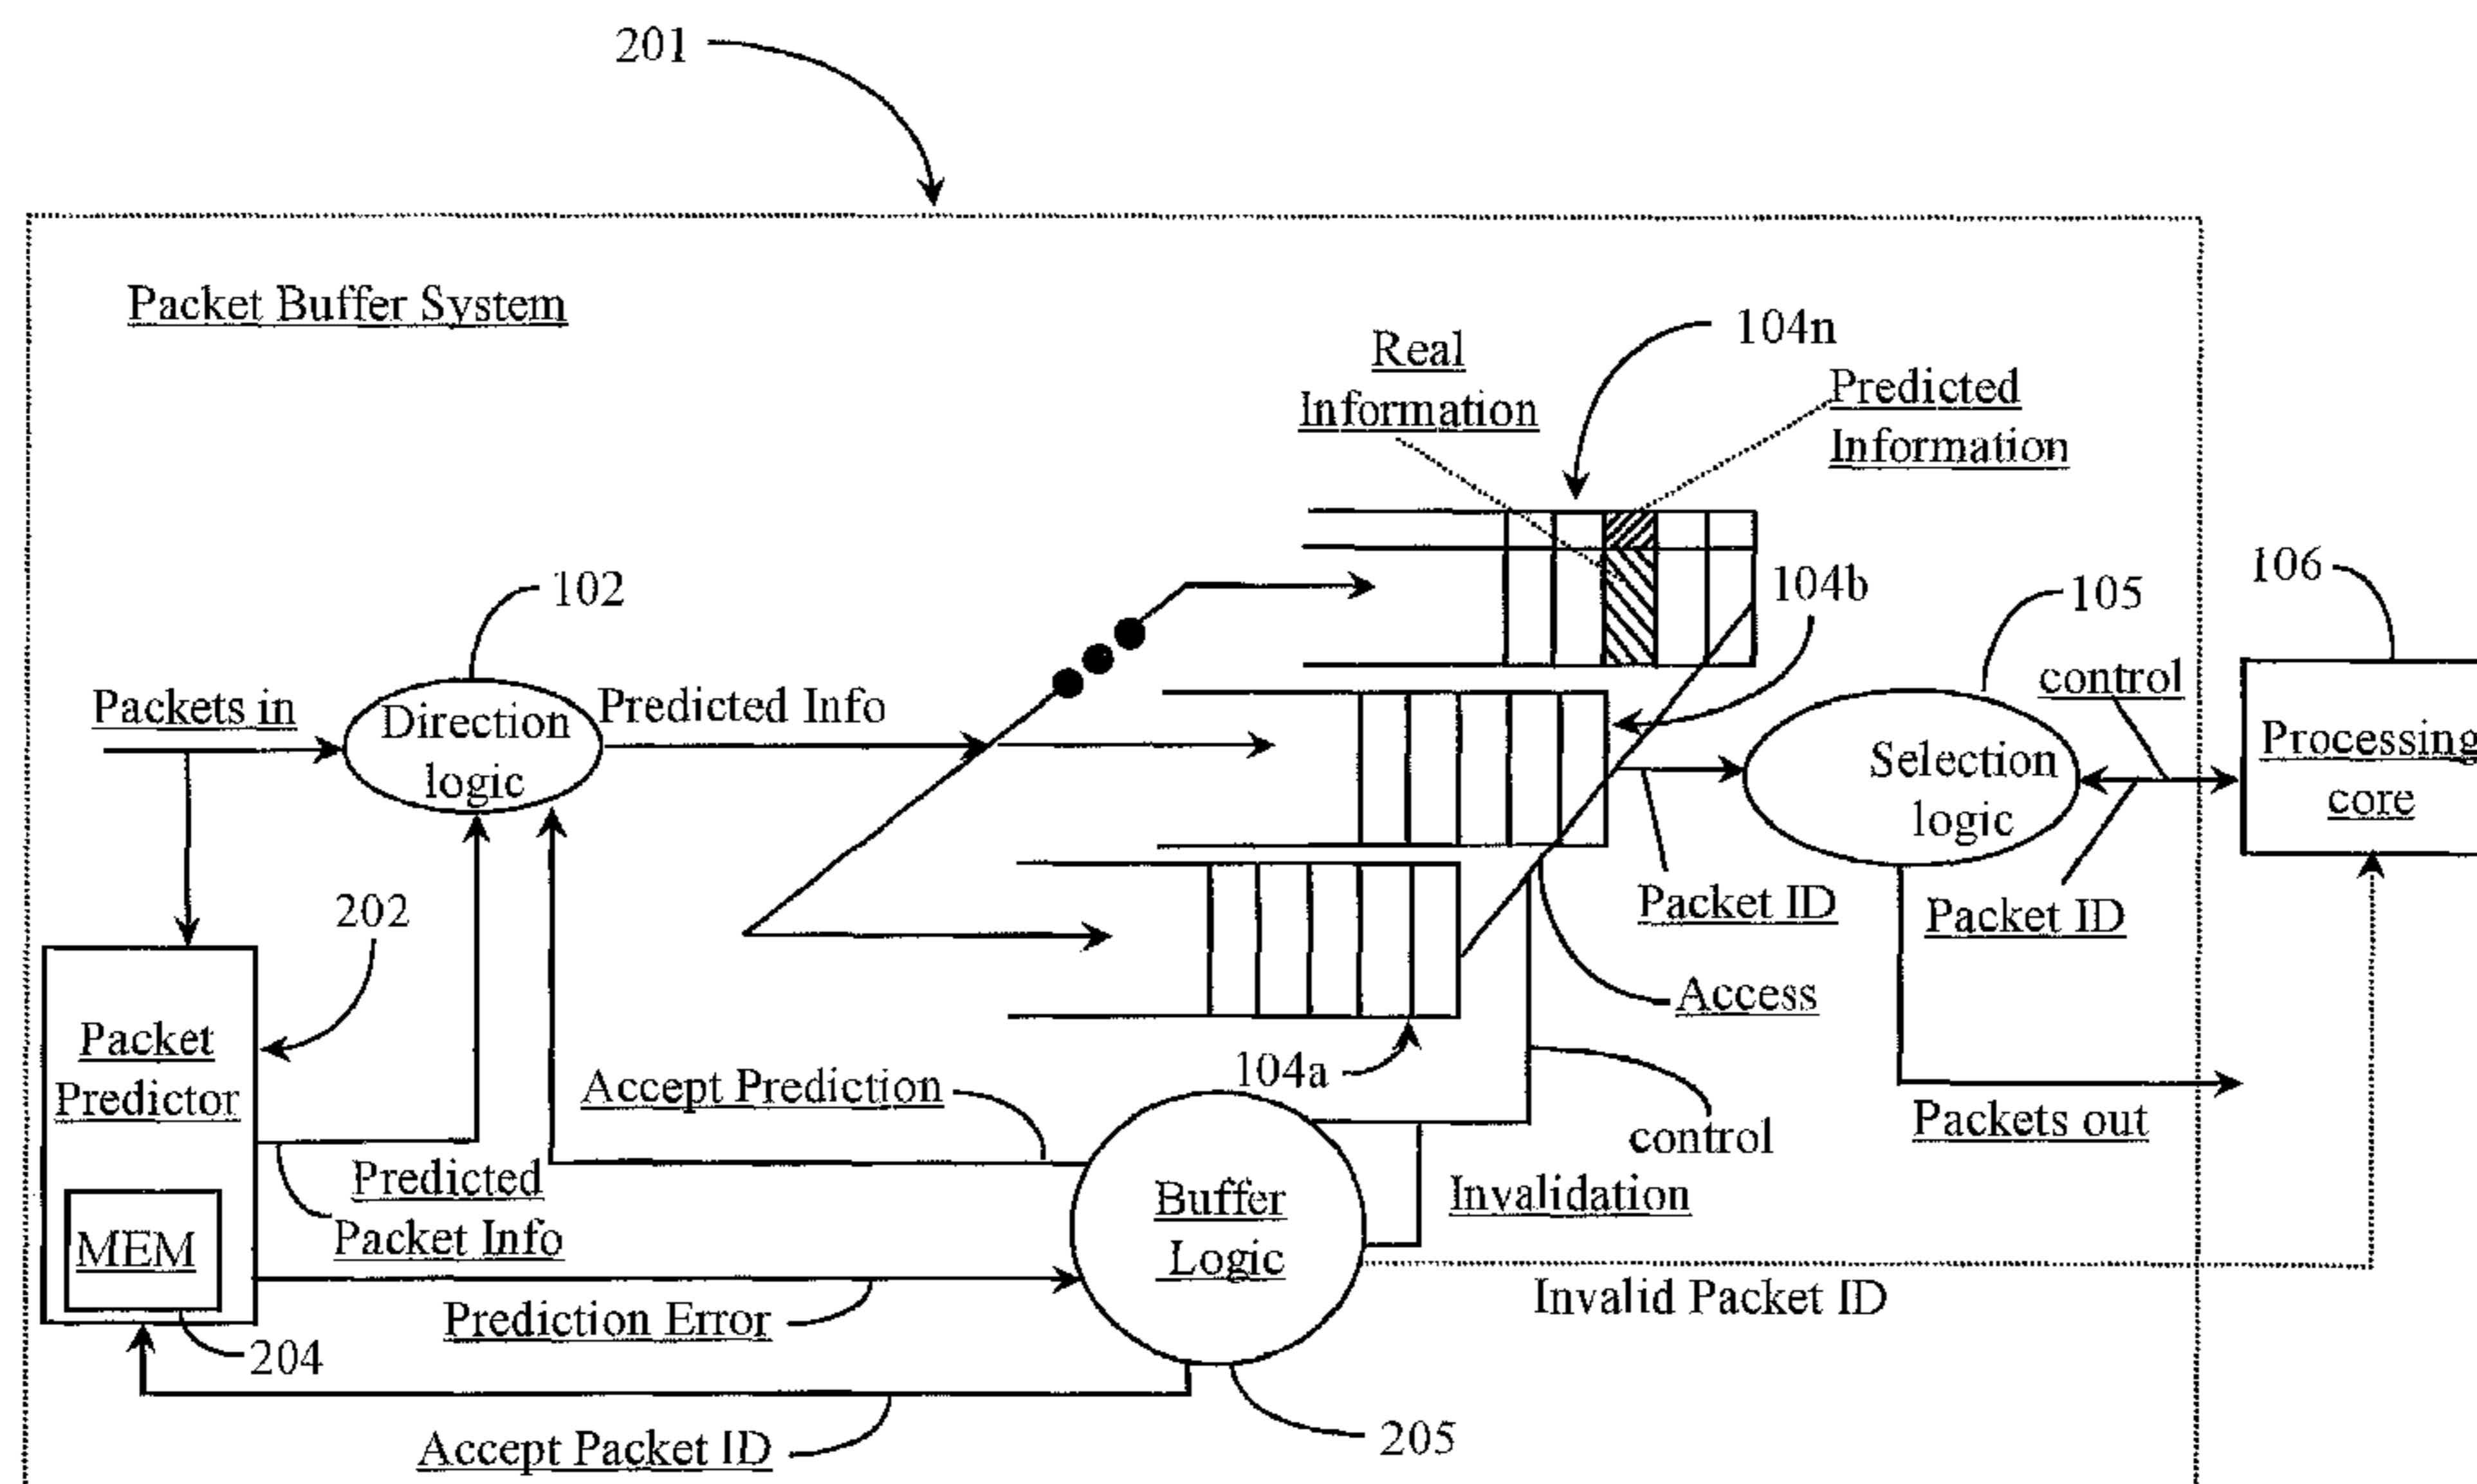 201
Packet Buffer System
104n
Real
Information
Predicted
Information
102
104b
105
106
Packets in
Direction
logic
Predicted Info
Selection
logic
control
Processing
core
Packet ID
Packet ID
202
Access
Packet
Predictor
104a
Accept Prediction
control
Packets out
Predicted
Packet Info
Buffer
Logic
Invalidation
MEM
Prediction Error
Invalid Packet ID
204
205
Accept Packet ID